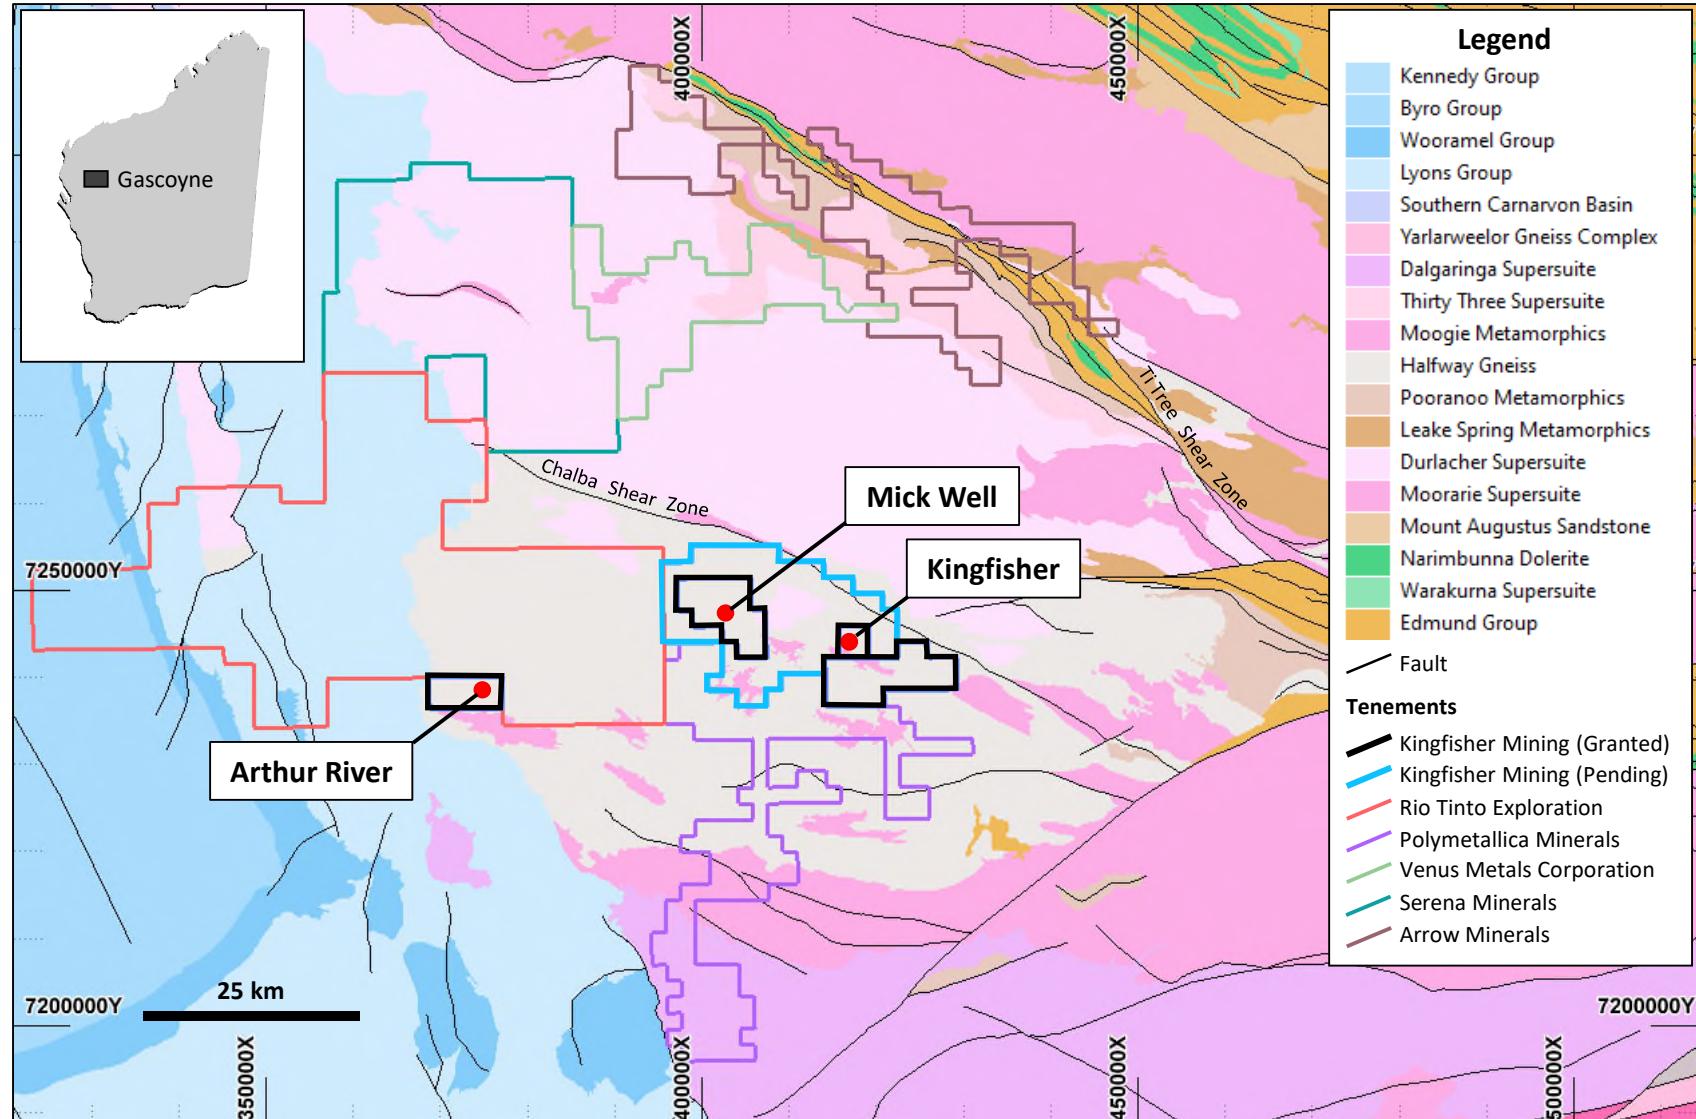 Gascoyne
400000X
450000X
Legend
Kennedy Group
Byro Group
Wooramel Group
Lyons Group
Southern Carnarvon Basin
Yarlarweelor Gneiss Complex
Dalgaringa Supersuite
Thirty Three Supersuite
Moogie Metamorphics
Halfway Gneiss
Pooranoo Metamorphics
Leake Spring Metamorphics
Durlacher Supersuite
Moorarie Supersuite
Mount Augustus Sandstone
Narimbunna Dolerite
Warakurna Supersuite
Edmund Group
Fault
Tenements
Kingfisher Mining (Granted)
Kingfisher Mining (Pending)
Rio Tinto Exploration
Polymetallica Minerals
Venus Metals Corporation
Serena Minerals
Arrow Minerals
Ti Tree Shear Zone
Chalba Shear Zone
Mick Well
Kingfisher
7250000Y
Arthur River
25 km
7200000Y
7200000Y
350000X
400000X
450000X
500000X